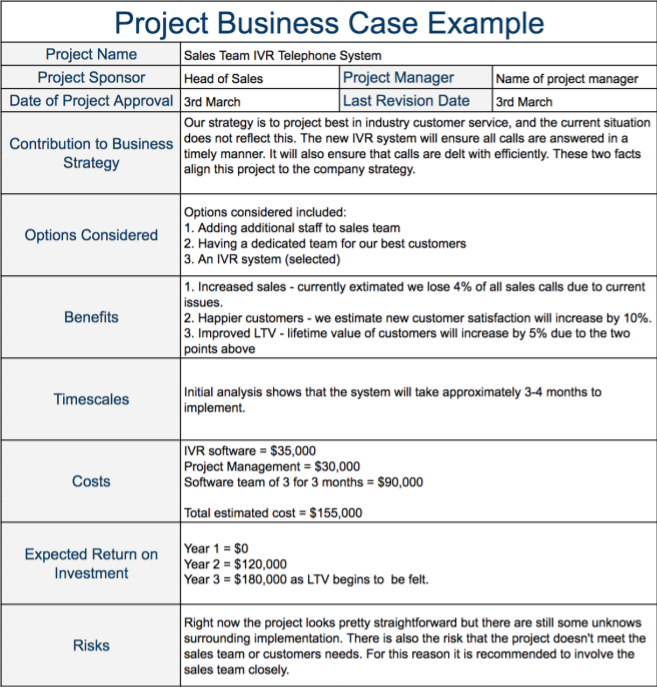 Project Business Case Example
Project Name
Sales Team IVR Telephone System
Project Sponsor
Head of Sales
Project Manager
Name of project manager
Date of Project Approval
3rd March
Last Revision Date
3rd March
Contribution to Business
Strategy
Our strategy is to project best in industry customer service, and the current situation
does not reflect this. The new IVR system will ensure all calls are answered in a
timely manner. It will also ensure that calls are delt with efficiently. These two facts
align this project to the company strategy.
Options Considered
Options considered included:
1. Adding additional staff to sales team
2. Having a dedicated team for our best customers
3. An IVR system (selected)
Benefits
1. Increased sales - currently extimated we lose 4% of all sales calls due to current
issues.
2. Happier customers - we estimate new customer satisfaction will increase by 10%.
3. Improved LTV - lifetime value of customers will increase by 5% due to the two
points above
Timescales
Initial analysis shows that the system will take approximately 3-4 months to
implement.
Costs
IVR software = $35,000
Project Management = $30,000
Software team of 3 for 3 months = $90,000
Total estimated cost = $155,000
Expected Return on
Investment
Year 1 = $0
Year 2 = $120,000
Year 3 = $180,000 as LTV begins to be felt.
Risks
Right now the project looks pretty straightforward but there are still some unknows
surrounding implementation. There is also the risk that the project doesn't meet the
sales team or customers needs. For this reason it is recommended to involve the
sales team closely.